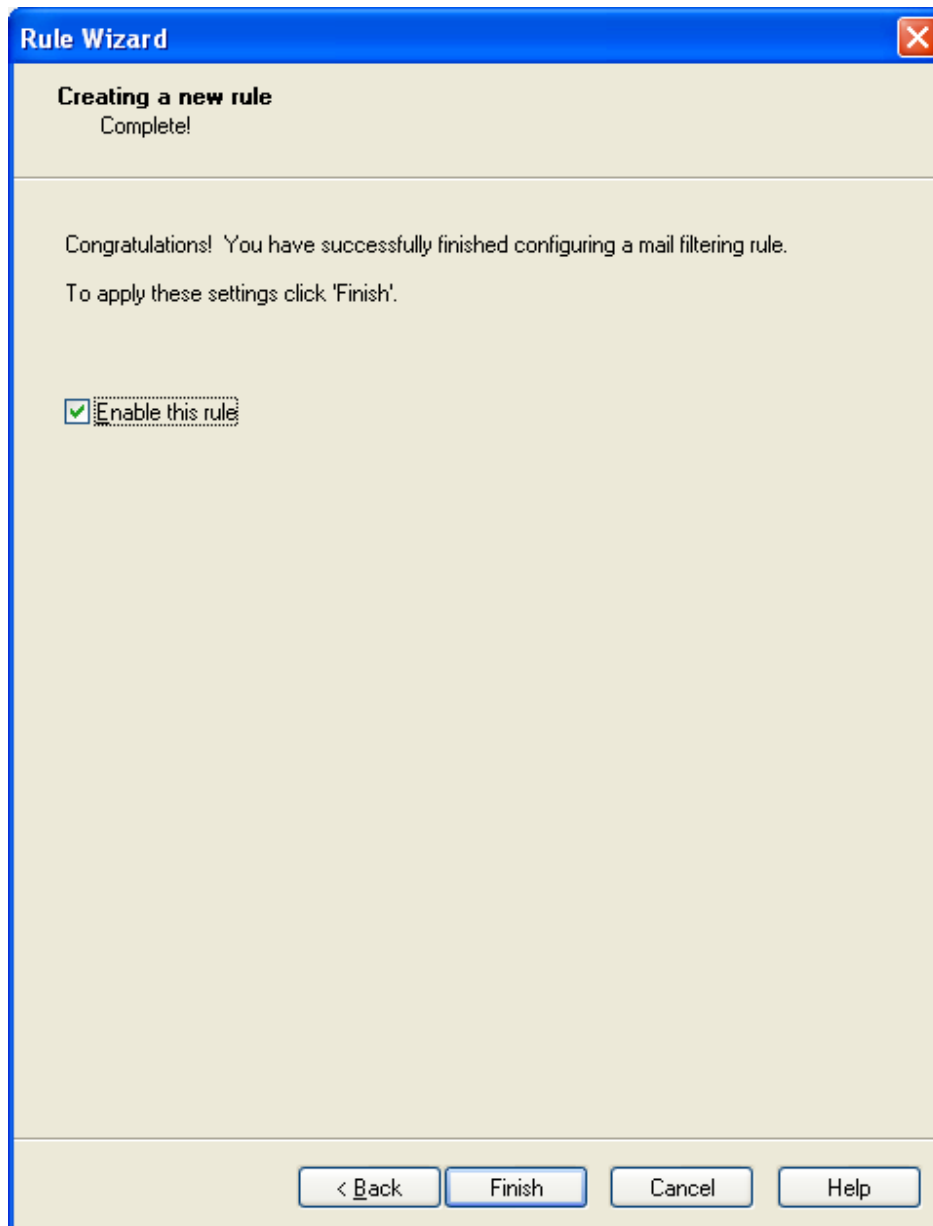 Rule Wizard
Creating a new rule
Complete!
Congratulations!  You have successfully finished configuring a mail filtering rule.
To apply these settings click 'Finish'.
Enable this rule
< Back Finish Cancel Help